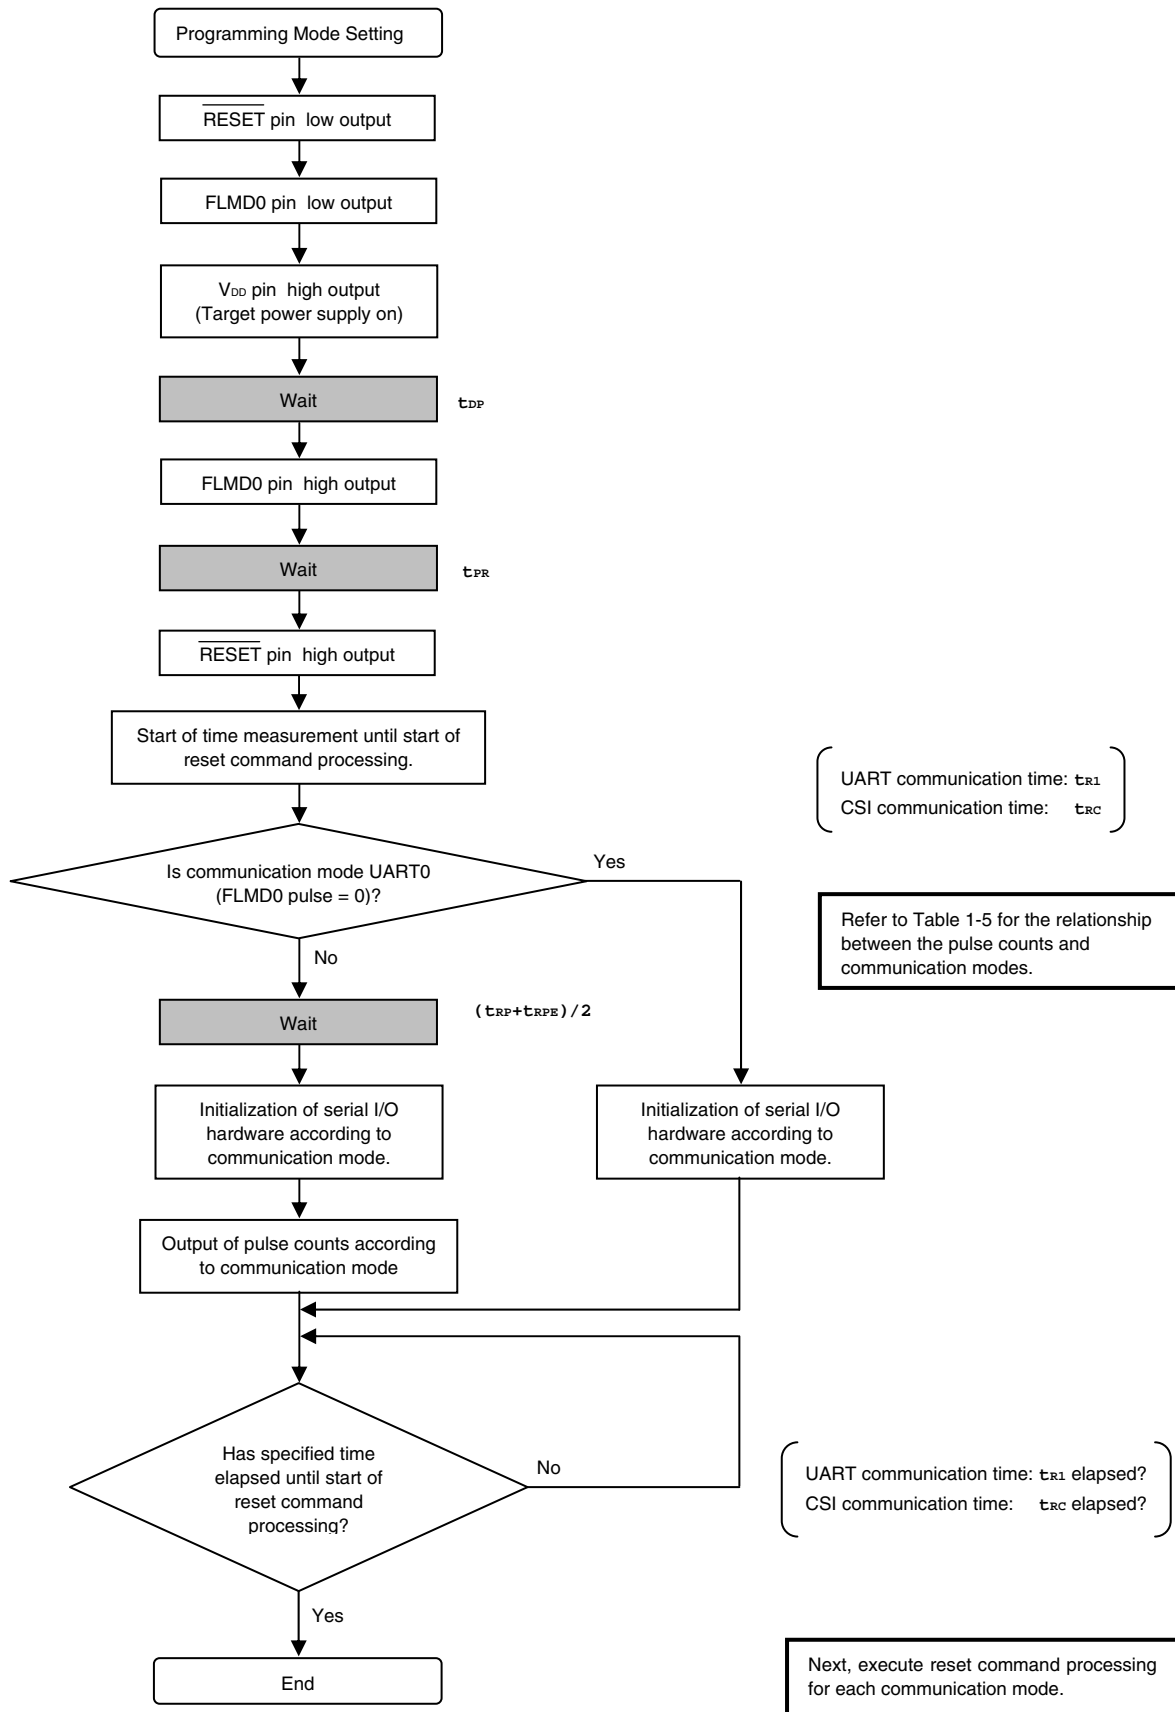 Programming Mode Setting
RESET pin low output
FLMD0 pin low output
VDD pin high output
(Target power supply on)
Wait
tDP
FLMD0 pin high output
Wait
tPR
RESET pin high output
Start of time measurement until start of
reset command processing.
UART communication time: tR1
CSI communication time: tRC
Is communication mode UART0
(FLMD0 pulse = 0)?
Yes
No
Refer to Table 1-5 for the relationship
between the pulse counts and
communication modes.
Wait
(tRP+tRPE)/2
Initialization of serial I/O
hardware according to
communication mode.
Initialization of serial I/O
hardware according to
communication mode.
Output of pulse counts according
to communication mode
Has specified time
elapsed until start of
reset command
processing?
No
UART communication time: tR1 elapsed?
CSI communication time: tRC elapsed?
Yes
End
Next, execute reset command processing
for each communication mode.